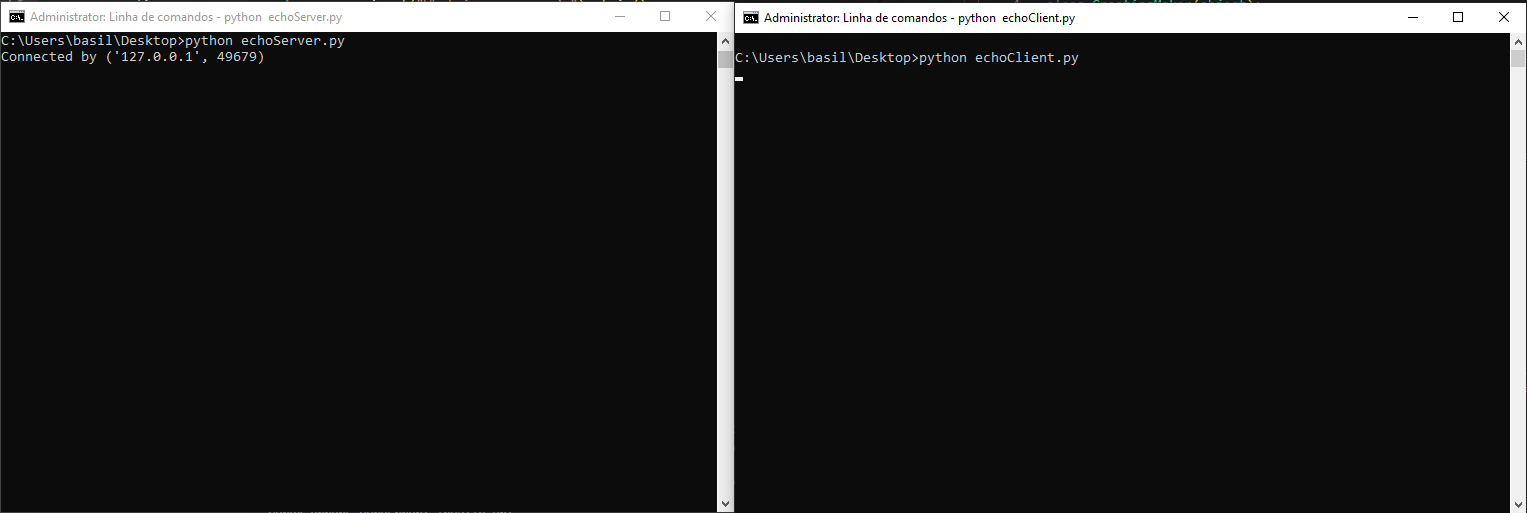 Administrator: Linha de comandos - python  echoServer.py
C:\Users\basil\Desktop>python echoServer.py
Connected by ('127.0.0.1', 49679)
Administrator: Linha de comandos - python  echoClient.py
C:\Users\basil\Desktop>python echoClient.py